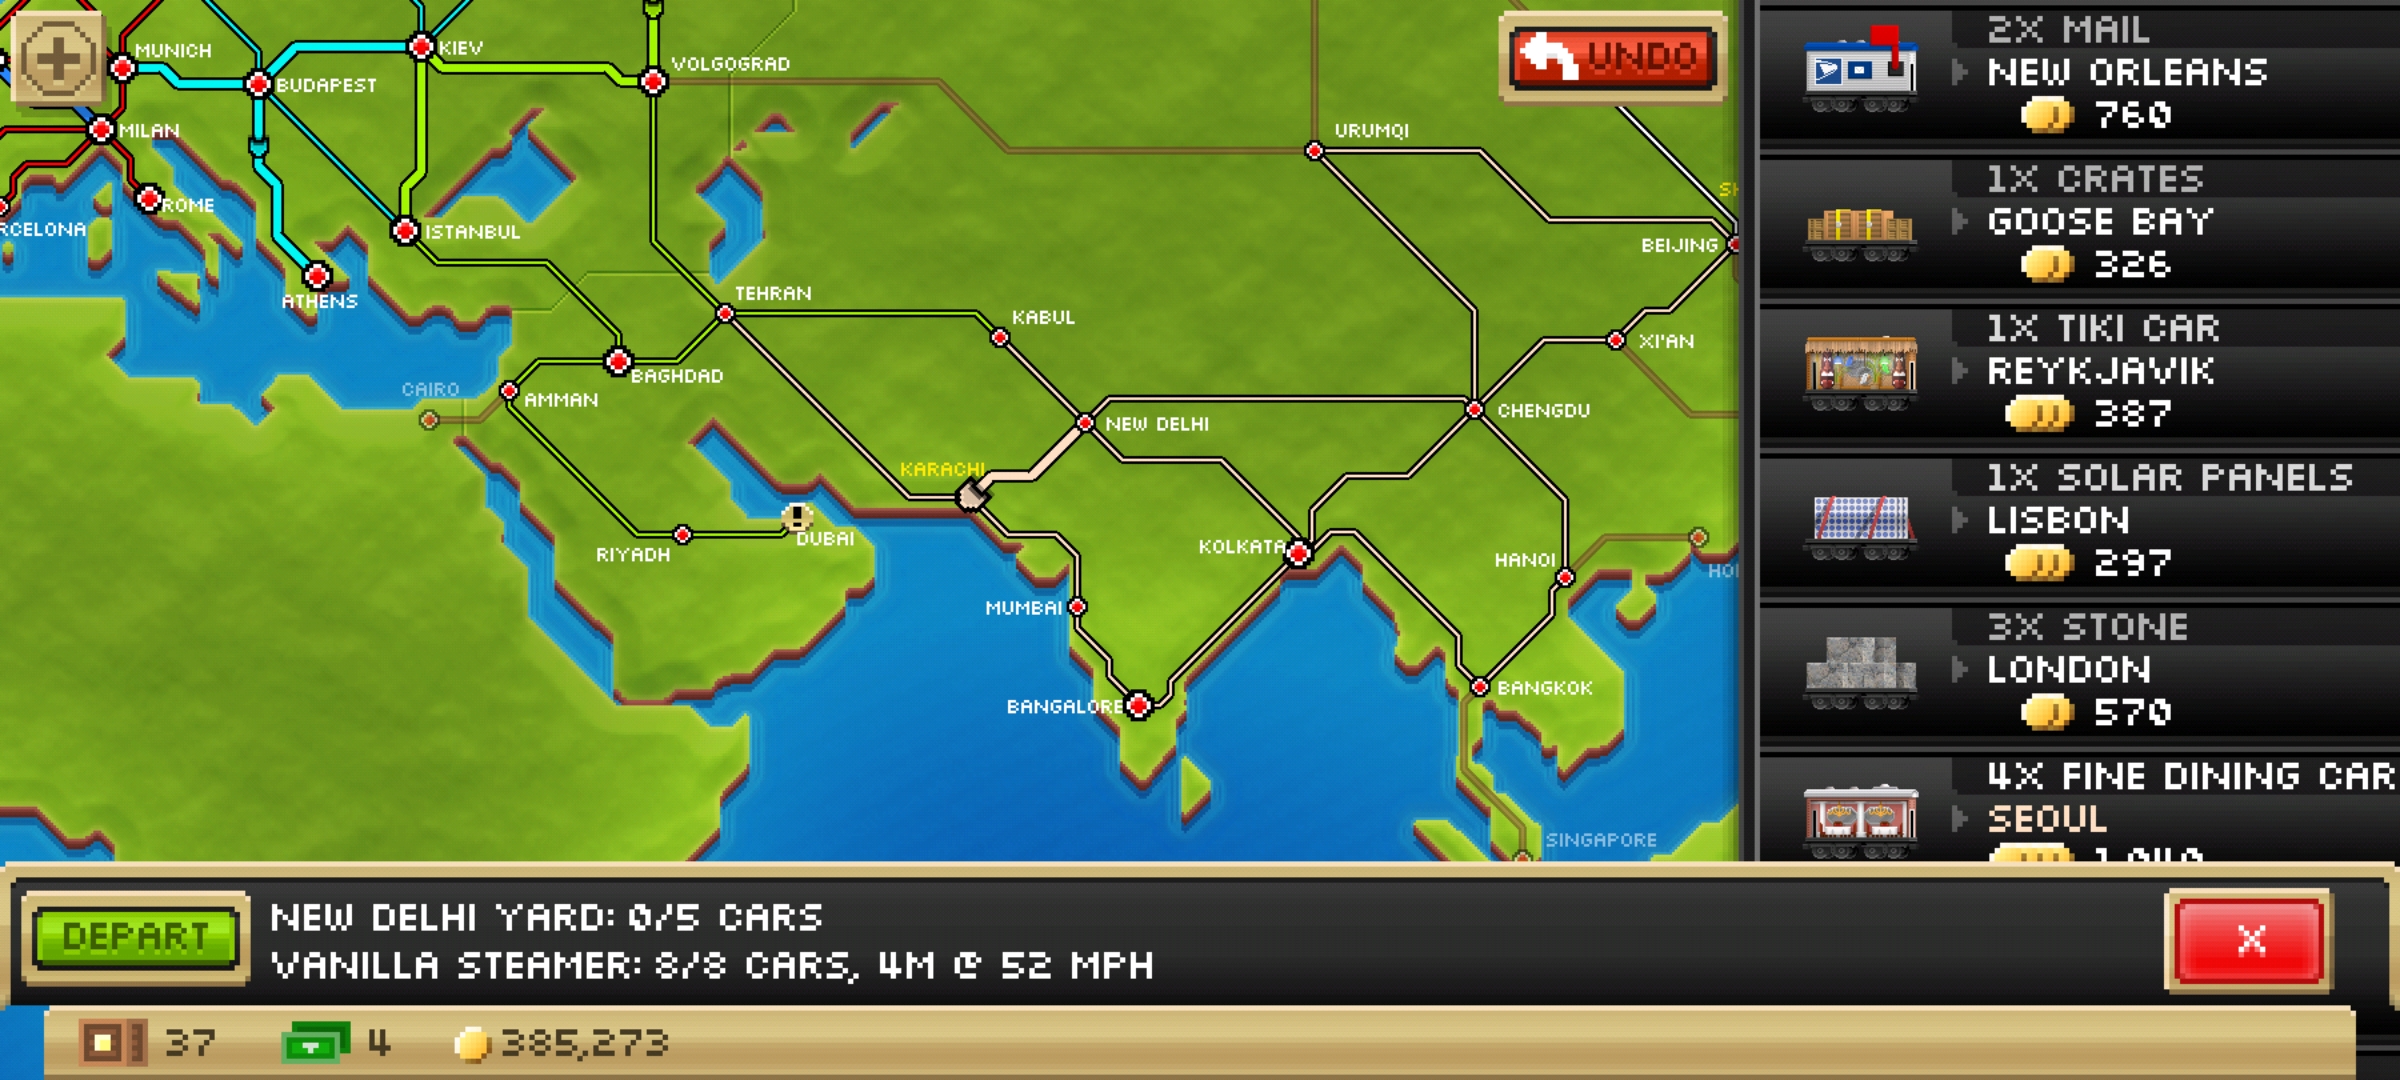 MUNICH
KIEV
BUDAPEST
VOLGOGRAD
MILAN
URUMQI
ROME
RCELONA
ISTANBUL
BEIJING
ATHENS
TEHRAN
KABUL
XI'AN
CAIRO
BAGHDAD
AMMAN
CHENGDU
NEW DELHI
KARACHI
DUBAI
RIYADH
KOLKATA
HANOI
MUMBAI
BANGKOK
BANGALORE
SINGAPORE
UNDO
2X MAIL
NEW ORLEANS
760
1X CRATES
GOOSE BAY
326
1X TIKI CAR
REYKJAVIK
387
1X SOLAR PANELS
LISBON
297
3X STONE
LONDON
570
4X FINE DINING CAR
SEOUL
DEPART
NEW DELHI YARD: 0/5 CARS
VANILLA STEAMER: 8/8 CARS, 4M @ 52 MPH
X
37
4
385,273